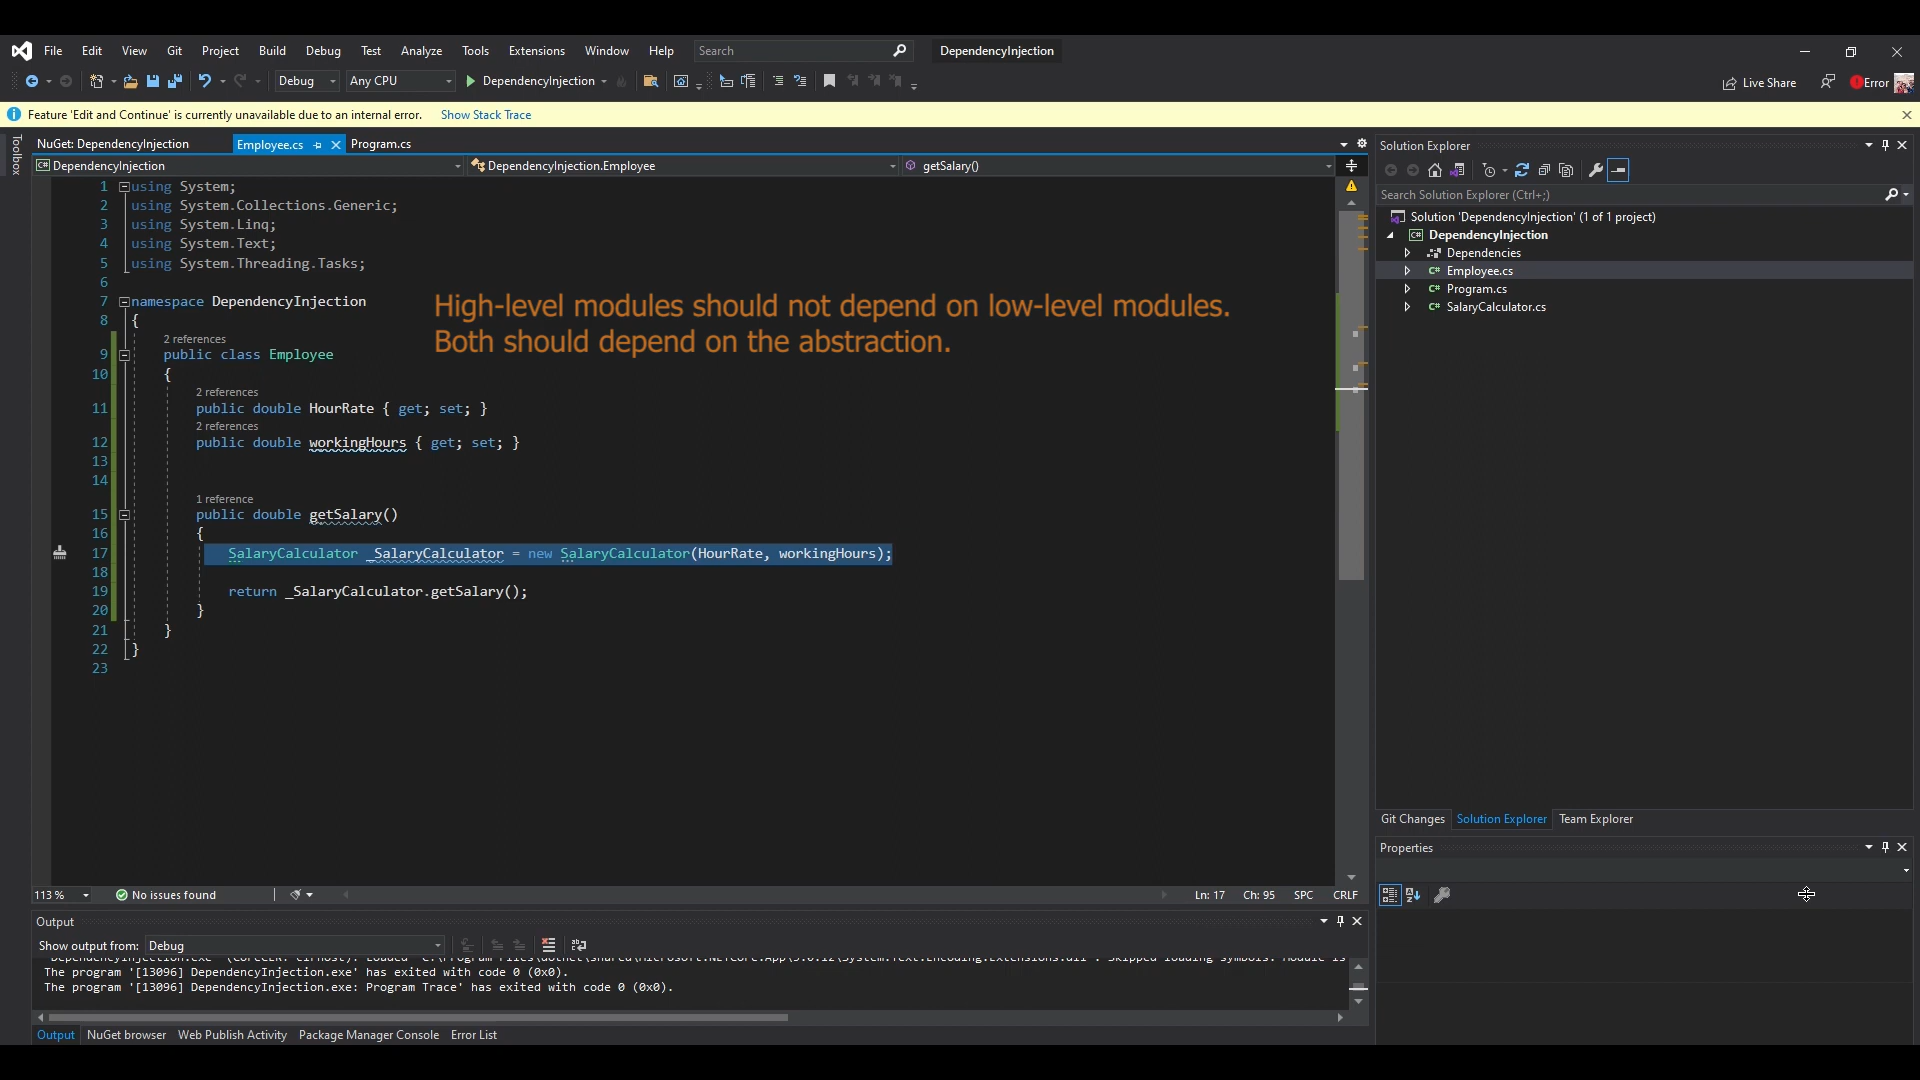 File Edit View Git Project Build Debug Test Analyze Tools Extensions Window Help Search DependencyInjection
Debug Any CPU DependencyInjection Live Share Error
Feature 'Edit and Continue' is currently unavailable due to an internal error. Show Stack Trace
Toolbox
NuGet: DependencyInjection Employee.cs Program.cs
DependencyInjection DependencyInjection.Employee getSalary()
1 using System;
2 using System.Collections.Generic;
3 using System.Linq;
4 using System.Text;
5 using System.Threading.Tasks;
6
7 namespace DependencyInjection
8 {
2 references
9 public class Employee
10 {
2 references
11 public double HourRate { get; set; }
2 references
12 public double workingHours { get; set; }
13
14
1 reference
15 public double getSalary()
16 {
17 SalaryCalculator _SalaryCalculator = new SalaryCalculator(HourRate, workingHours);
18
19 return _SalaryCalculator.getSalary();
20 }
21 }
22 }
23
High-level modules should not depend on low-level modules.
Both should depend on the abstraction.
113 % No issues found Ln: 17 Ch: 95 SPC CRLF
Output
Show output from: Debug
The program '[13096] DependencyInjection.exe' has exited with code 0 (0x0).
The program '[13096] DependencyInjection.exe: Program Trace' has exited with code 0 (0x0).
Output NuGet browser Web Publish Activity Package Manager Console Error List
Solution Explorer
Search Solution Explorer (Ctrl+;)
Solution 'DependencyInjection' (1 of 1 project)
C# DependencyInjection
Dependencies
C# Employee.cs
C# Program.cs
C# SalaryCalculator.cs
Git Changes Solution Explorer Team Explorer
Properties